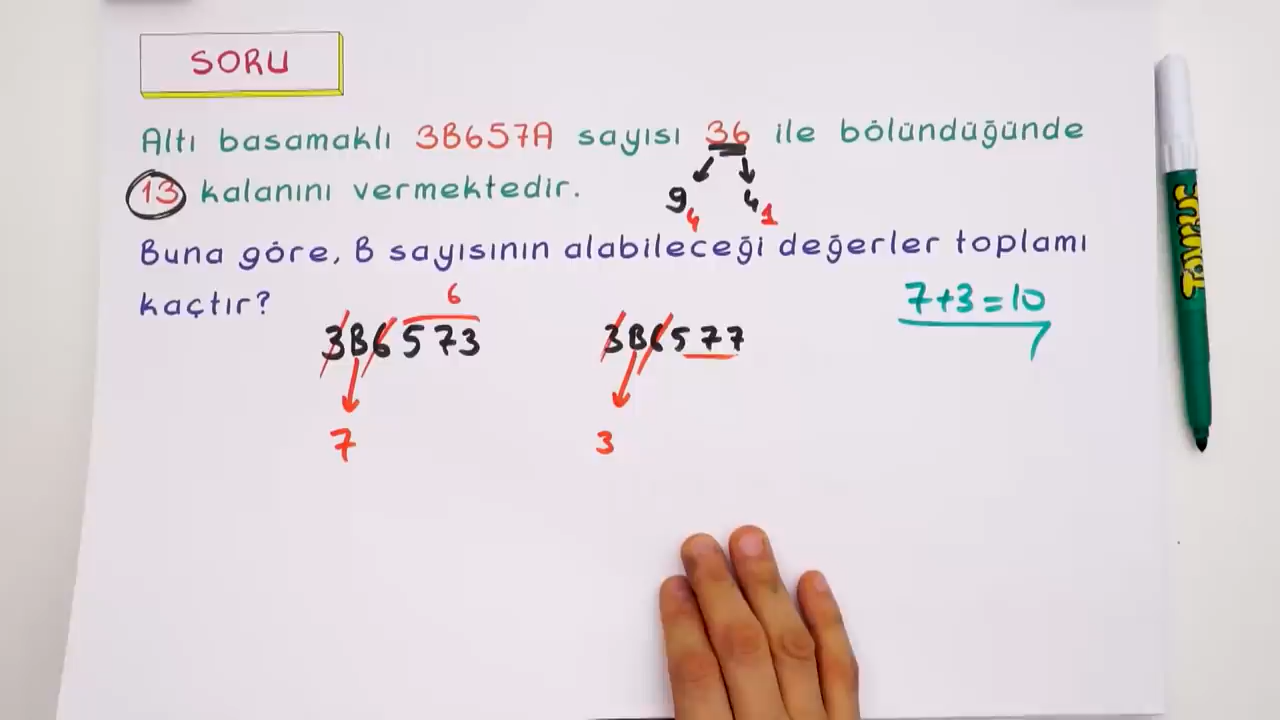 SORU
Altı basamaklı 3B657A sayısı 36 ile bölündüğünde
13 kalanını vermektedir.
9 4 4 1
Buna göre, B sayısının alabileceği değerler toplamı
kaçtır?
6
3B6573
3B6577
7+3=10
7
3